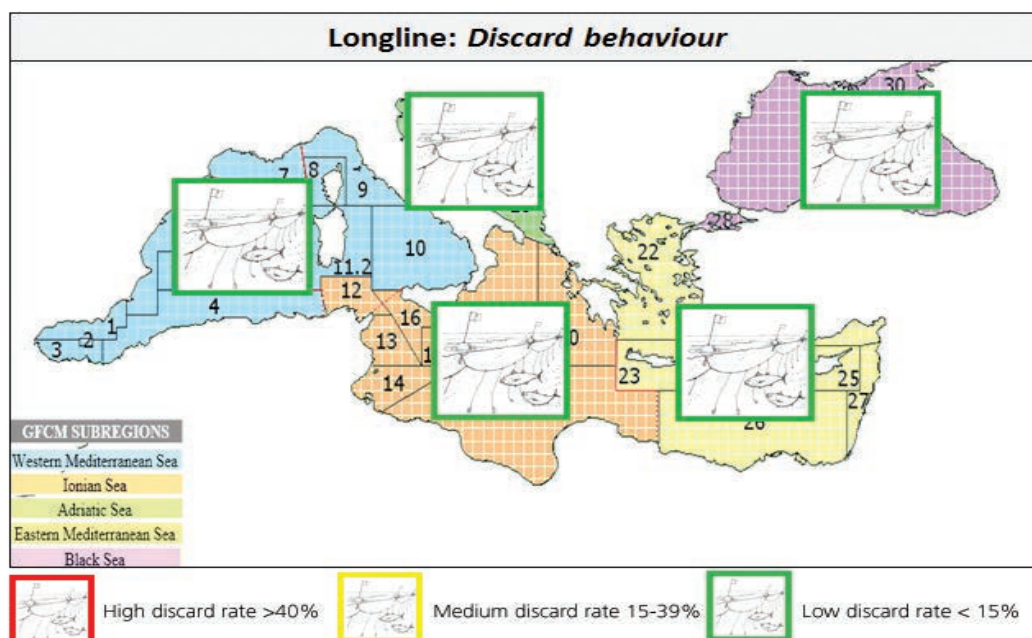 Longline: Discard behaviour
30
7
8
9
28
22
10
11.2
12
4
1
2
3
16
13
14
23
25
27
26
GFCM SUBREGIONS
Western Mediterranean Sea
Ionian Sea
Adriatic Sea
Eastern Mediterranean Sea
Black Sea
High discard rate >40%
Medium discard rate 15-39%
Low discard rate < 15%